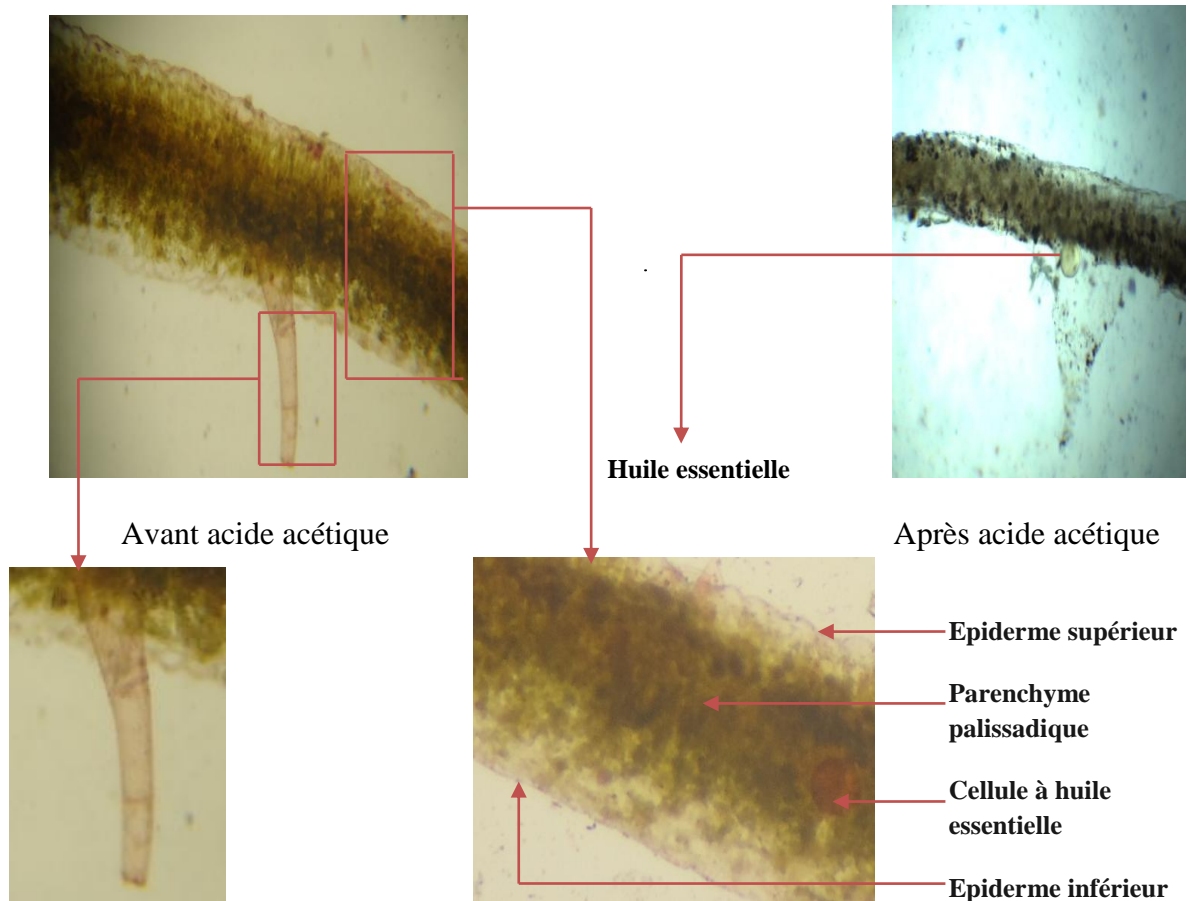 Huile essentielle
Avant acide acétique
Après acide acétique
Epiderme supérieur
Parenchyme
palissadique
Cellule à huile
essentielle
Epiderme inférieur